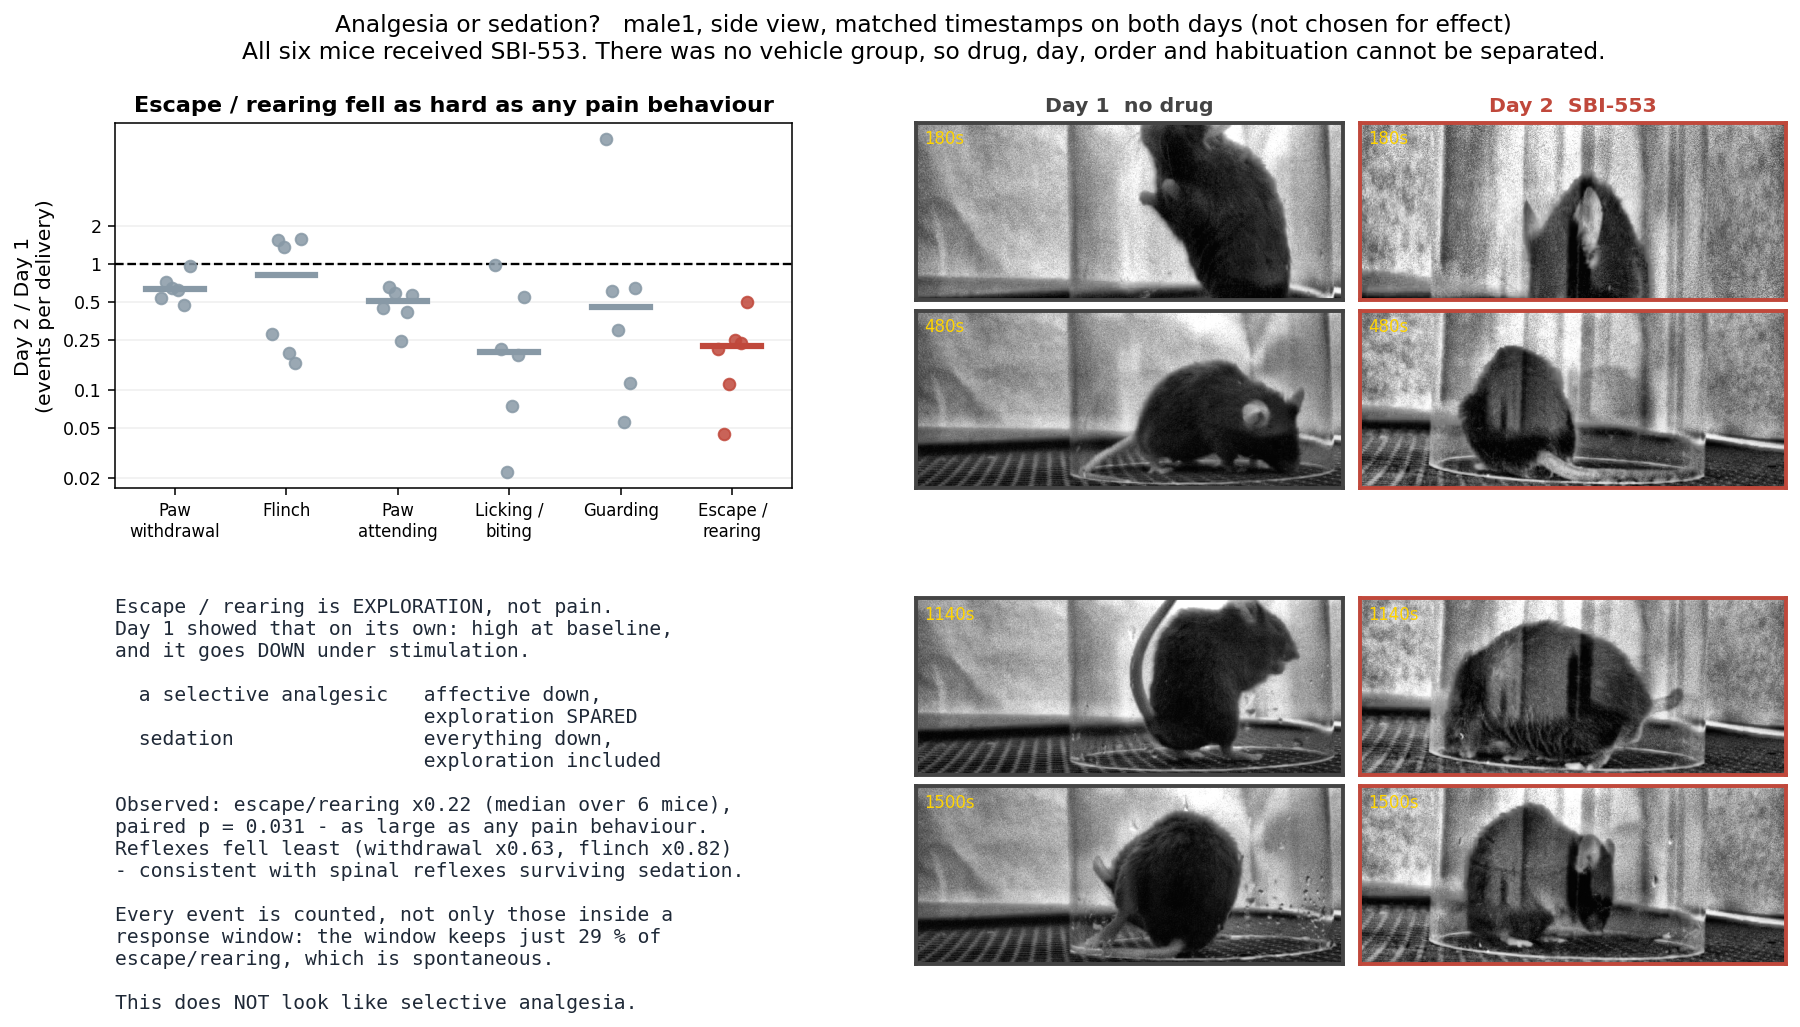 Analgesia or sedation?   male1, side view, matched timestamps on both days (not chosen for effect)
All six mice received SBI-553. There was no vehicle group, so drug, day, order and habituation cannot be separated.
Escape / rearing fell as hard as any pain behaviour
Day 2 / Day 1
(events per delivery)
2
1
0.5
0.25
0.1
0.05
0.02
Paw
withdrawal
Flinch
Paw
attending
Licking /
biting
Guarding
Escape /
rearing
Day 1  no drug
Day 2  SBI-553
180s
180s
480s
480s
1140s
1140s
1500s
1500s
Escape / rearing is EXPLORATION, not pain.
Day 1 showed that on its own: high at baseline,
and it goes DOWN under stimulation.
a selective analgesic   affective down,
exploration SPARED
sedation                everything down,
exploration included
Observed: escape/rearing x0.22 (median over 6 mice),
paired p = 0.031 - as large as any pain behaviour.
Reflexes fell least (withdrawal x0.63, flinch x0.82)
- consistent with spinal reflexes surviving sedation.
Every event is counted, not only those inside a
response window: the window keeps just 29 % of
escape/rearing, which is spontaneous.
This does NOT look like selective analgesia.